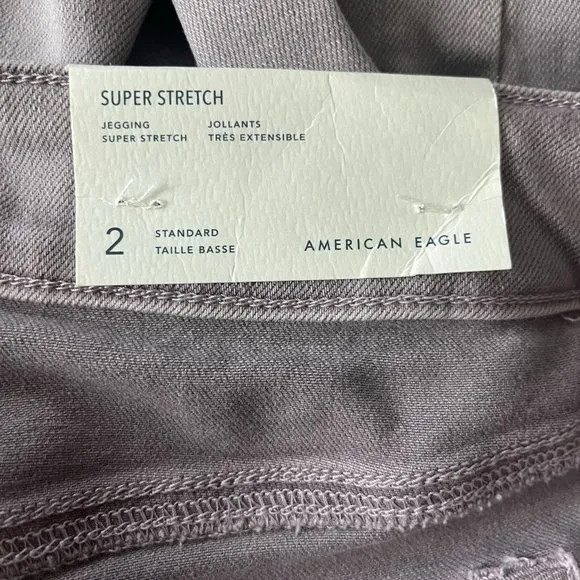 SUPER STRETCH
JEGGING JOLLANTS
SUPER STRETCH TRÈS EXTENSIBLE
2 STANDARD
TAILLE BASSE
AMERICAN EAGLE